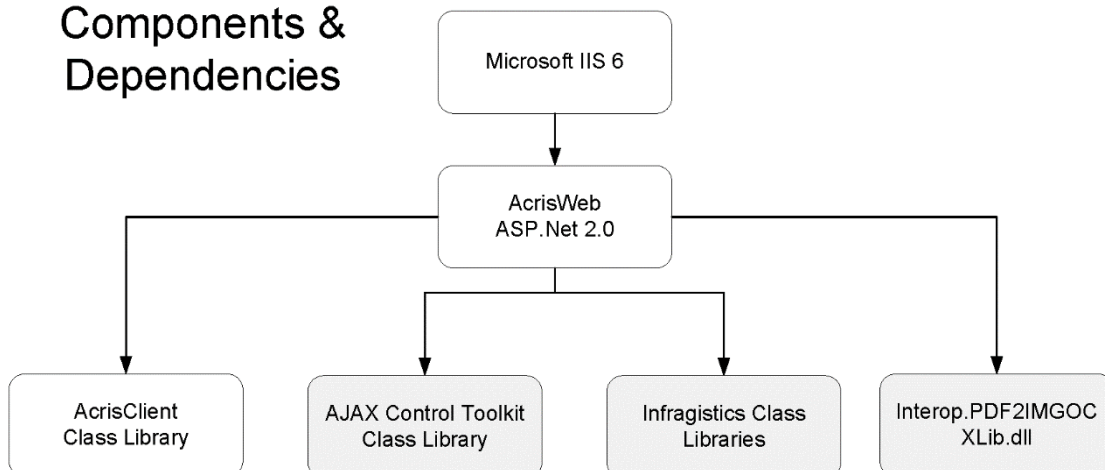 Components &
Dependencies
Microsoft IIS 6
AcrisWeb
ASP.Net 2.0
AcrisClient
Class Library
AJAX Control Toolkit
Class Library
Infragistics Class
Libraries
Interop.PDF2IMGOC
XLib.dll